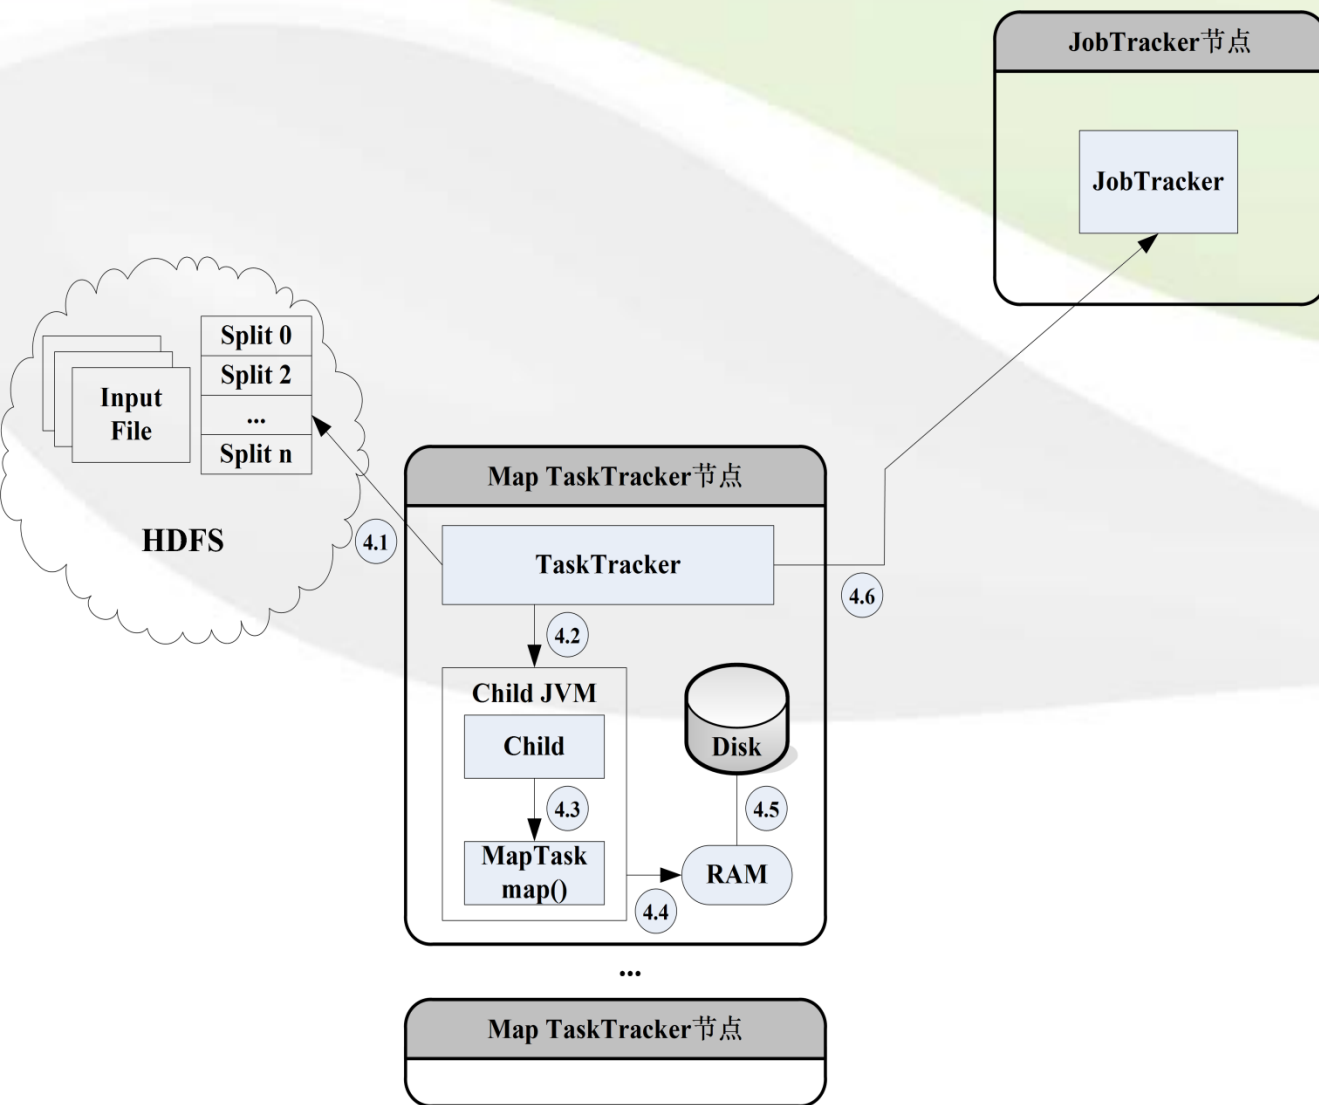 JobTracker节点
JobTracker
Split 0
Split 2
...
Split n
Input
File
HDFS
4.1
Map TaskTracker节点
TaskTracker
4.6
4.2
Child JVM
Child
4.3
MapTask
map()
4.4
Disk
4.5
RAM
...
Map TaskTracker节点